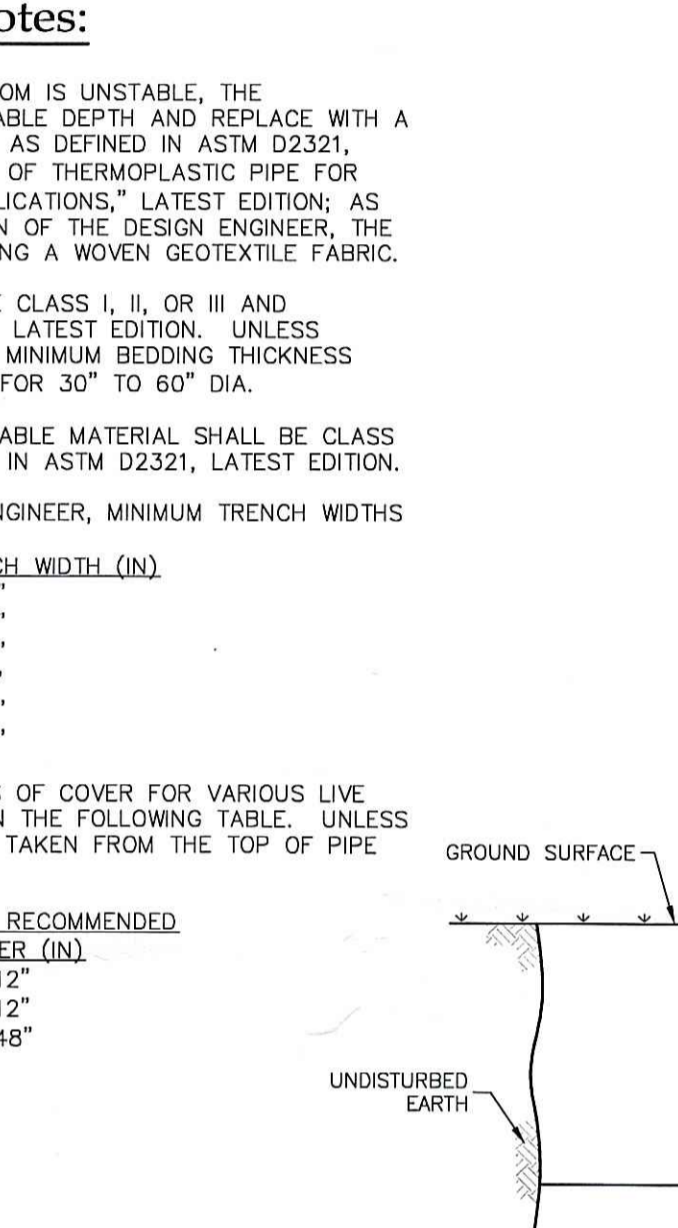 otes:
OM IS UNSTABLE, THE
ABLE DEPTH AND REPLACE WITH A
AS DEFINED IN ASTM D2321,
OF THERMOPLASTIC PIPE FOR
LICATIONS," LATEST EDITION; AS
N OF THE DESIGN ENGINEER, THE
NG A WOVEN GEOTEXTILE FABRIC.
E CLASS I, II, OR III AND
LATEST EDITION. UNLESS
MINIMUM BEDDING THICKNESS
FOR 30" TO 60" DIA.
ABLE MATERIAL SHALL BE CLASS
IN ASTM D2321, LATEST EDITION.
NGINEER, MINIMUM TRENCH WIDTHS
CH WIDTH (IN)
"
"
"
"
"
"
S OF COVER FOR VARIOUS LIVE
N THE FOLLOWING TABLE. UNLESS
TAKEN FROM THE TOP OF PIPE
RECOMMENDED
ER (IN)
12"
12"
48"
GROUND SURFACE
UNDISTURBED
EARTH